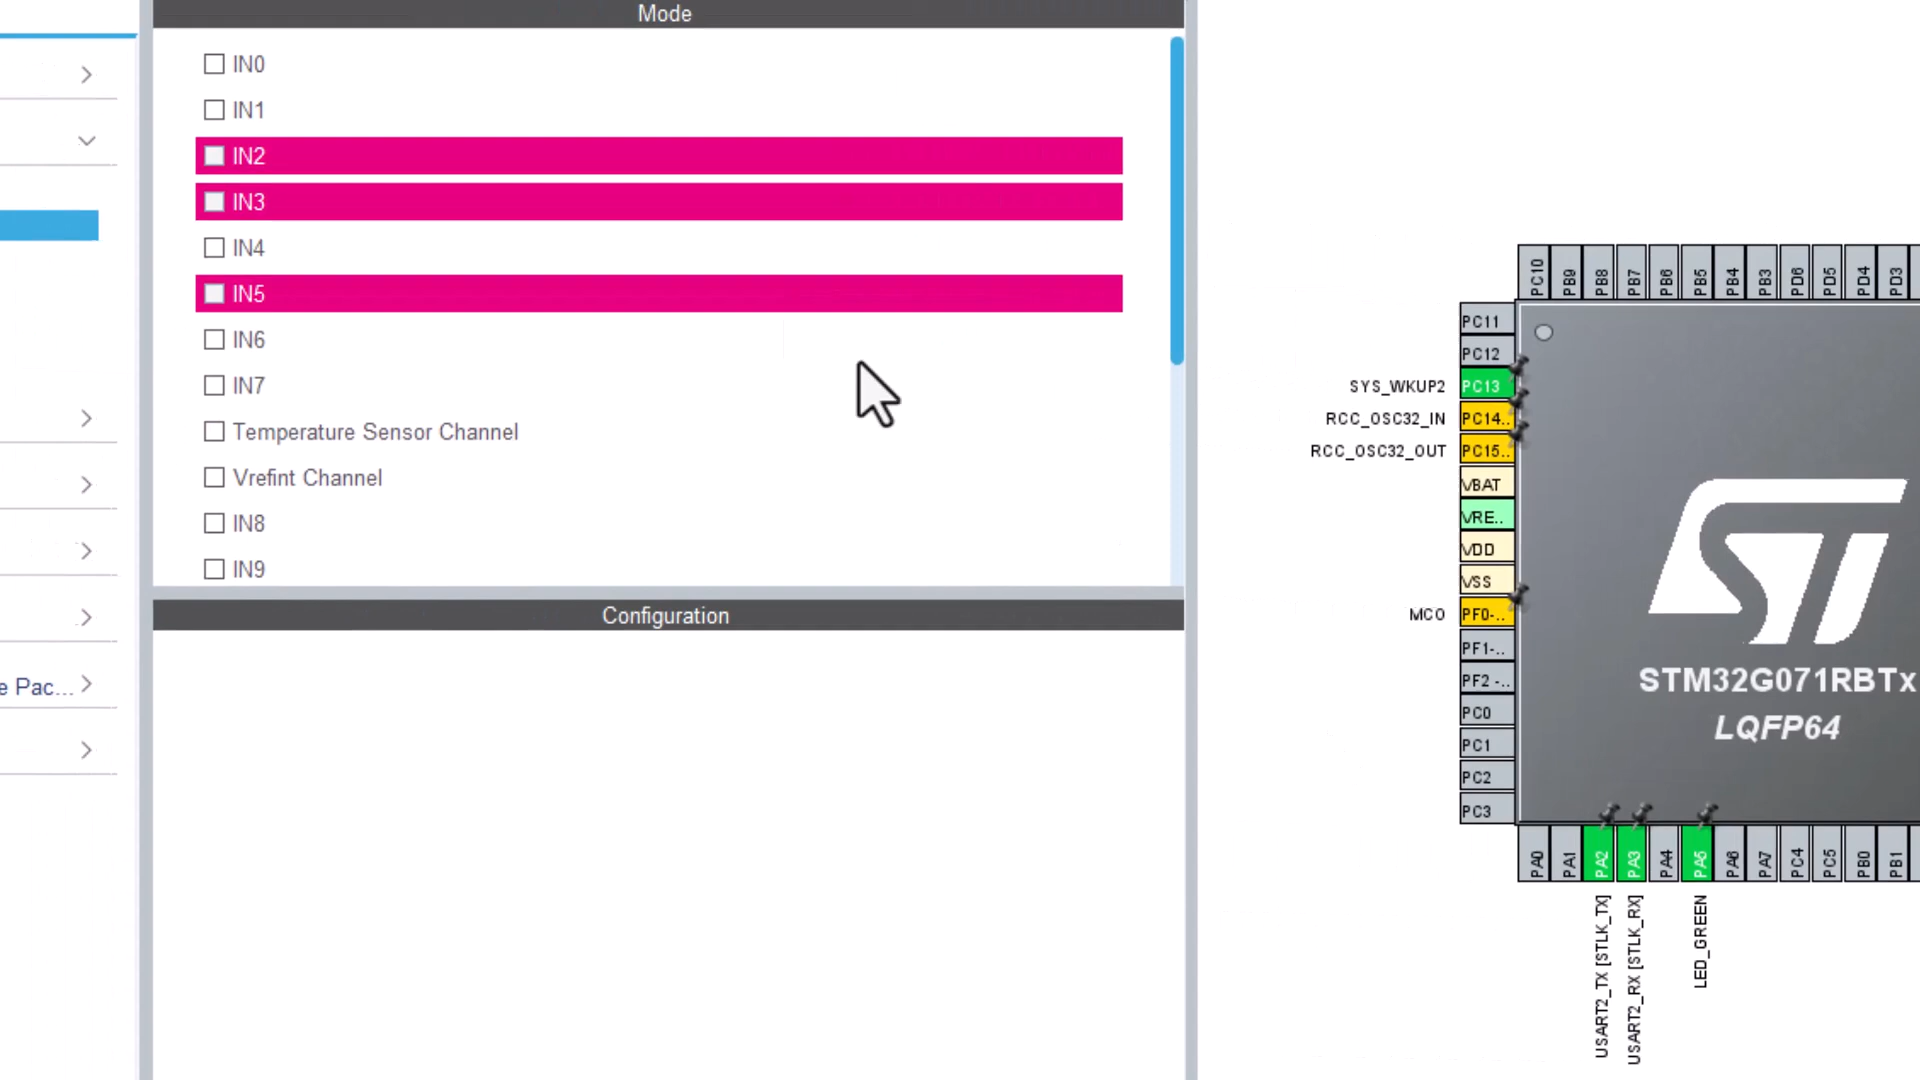 Mode
IN0
IN1
IN2
IN3
IN4
IN5
IN6
IN7
Temperature Sensor Channel
Vrefint Channel
IN8
IN9
Configuration
e Pac...
PC10
PB9
PB8
PB7
PB6
PB5
PB4
PB3
PD6
PD5
PD4
PD3
PC11
PC12
SYS_WKUP2 PC13
RCC_OSC32_IN PC14..
RCC_OSC32_OUT PC15..
VBAT
VRE..
VDD
VSS
MCO PF0-..
PF1-..
PF2 -..
PC0
PC1
PC2
PC3
ST
STM32G071RBTx
LQFP64
PA0
PA1
PA2
PA3
PA4
PA5
PA6
PA7
PC4
PC5
PB0
PB1
USART2_TX [STLK_TX]
USART2_RX [STLK_RX]
LED_GREEN